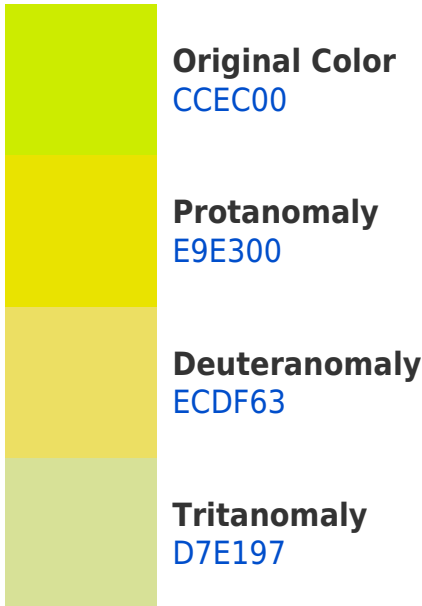 Original Color
CCEC00
Protanomaly
E9E300
Deuteranomaly
ECDF63
Tritanomaly
D7E197